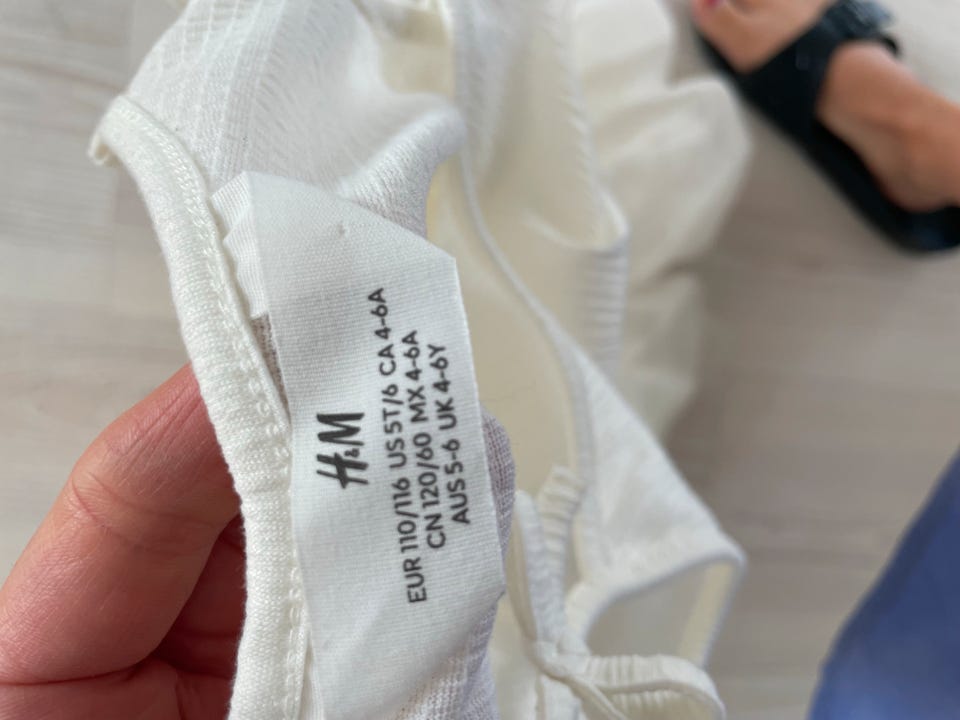 H&M
EUR 110/116 US 5T/6 CA 4-6A
CN 120/60 MX 4-6A
AUS 5-6 UK 4-6Y